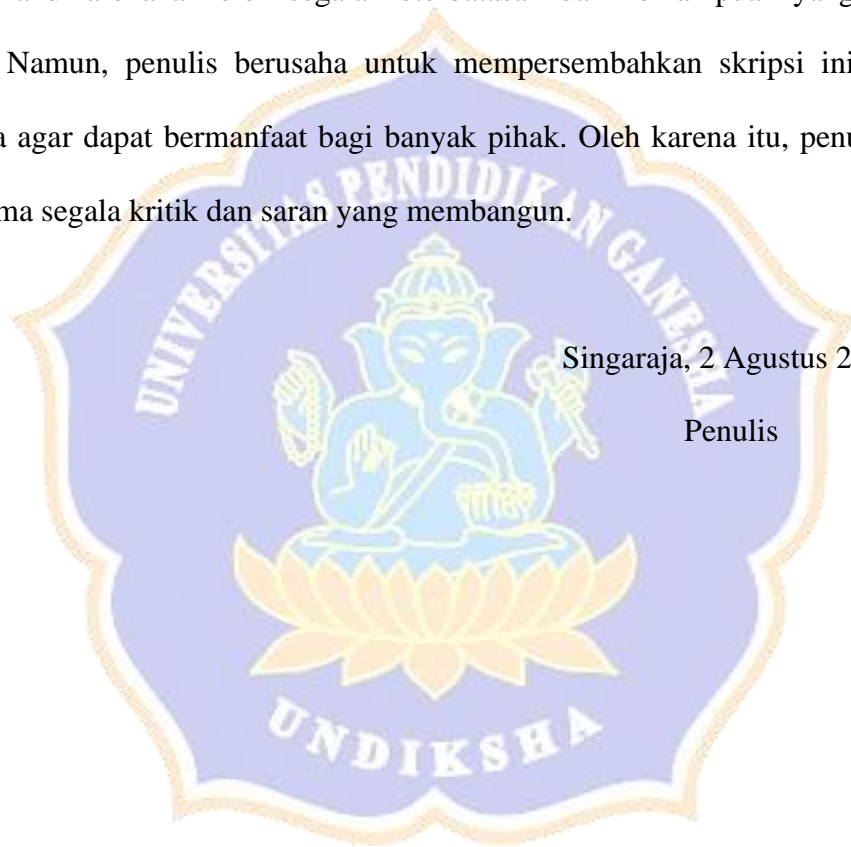 Namun, penulis berusaha untuk mempersembahkan skripsi ini
agar dapat bermanfaat bagi banyak pihak. Oleh karena itu, penu
ma segala kritik dan saran yang membangun.
UNIVERSITAS PENDIDIKAN GANESHA
Singaraja, 2 Agustus 2
Penulis
UNDIKSHA